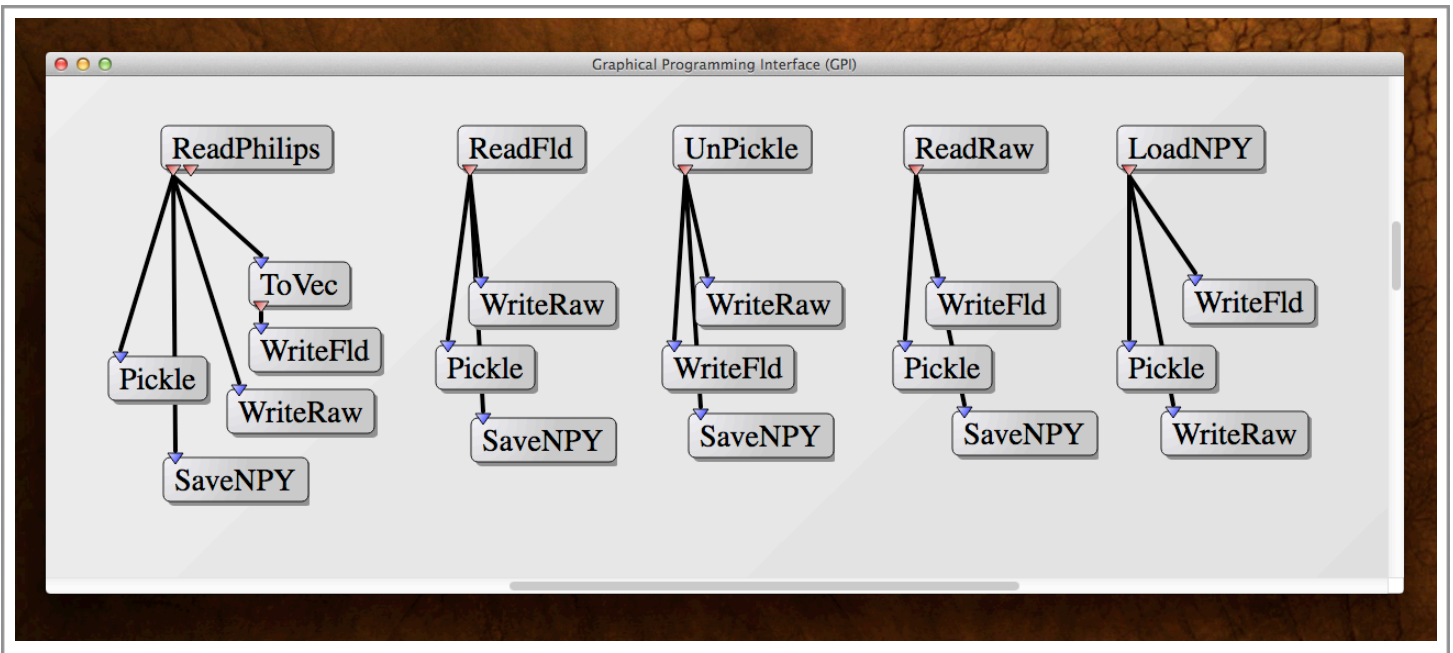 Graphical Programming Interface (GPI)
ReadPhilips
ReadFld
UnPickle
ReadRaw
LoadNPY
ToVec
WriteFld
Pickle
WriteRaw
SaveNPY
WriteRaw
Pickle
SaveNPY
WriteRaw
WriteFld
SaveNPY
WriteFld
Pickle
SaveNPY
WriteFld
Pickle
WriteRaw